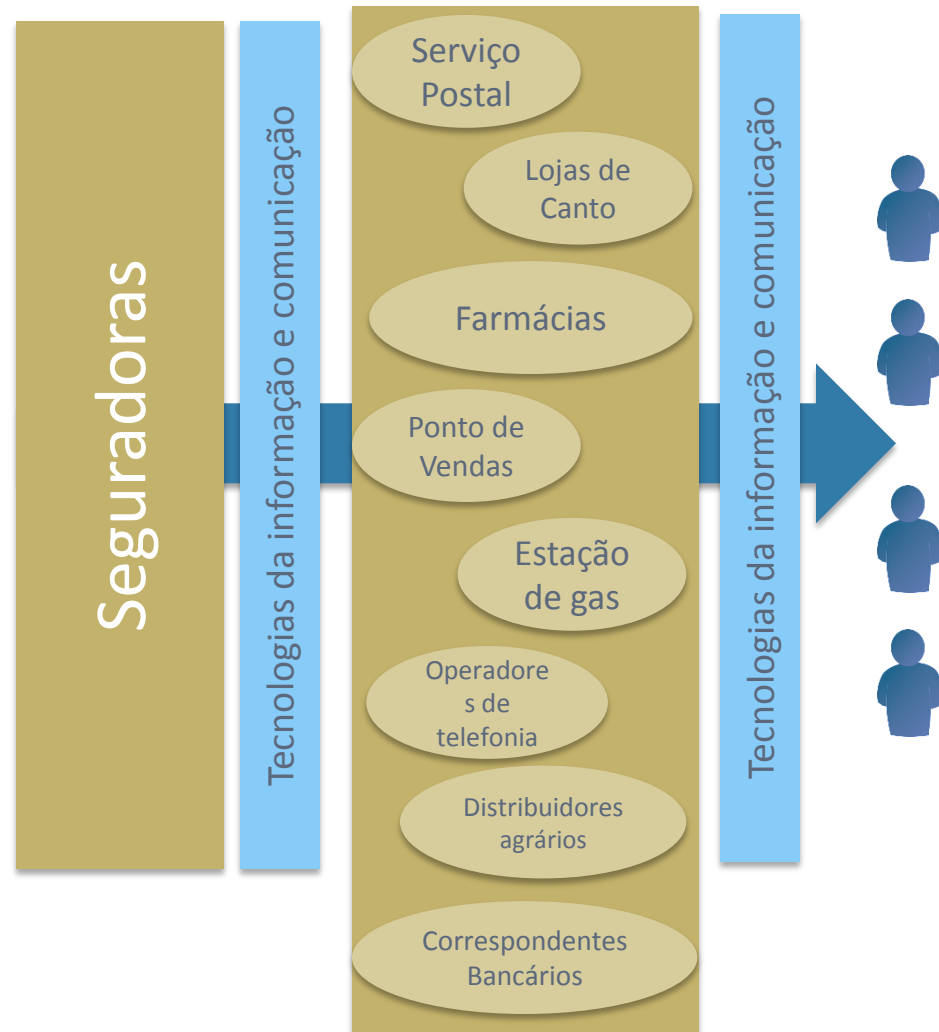 Seguradoras
Tecnologias da informação e comunicação
Serviço
Postal
Lojas de
Canto
Farmácias
Ponto de
Vendas
Estação
de gas
Operadore
s de
telefonia
Distribuidores
agrários
Correspondentes
Bancários
Tecnologias da informação e comunicação